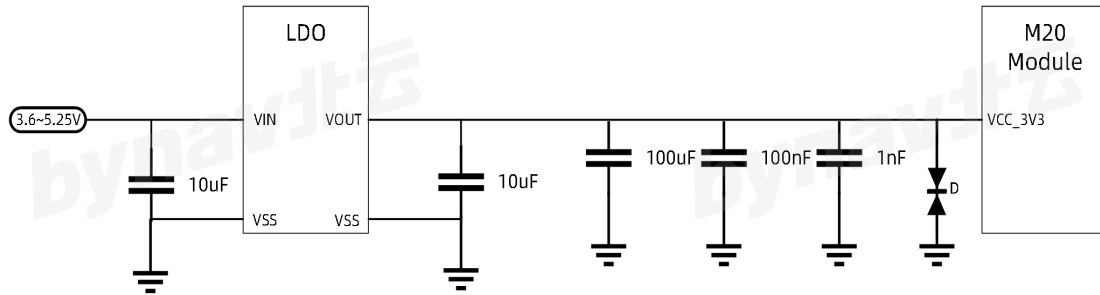 LDO
M20
Module
3.6~5.25V
VIN
VOUT
VCC_3V3
10uF
10uF
100uF
100nF
1nF
D
VSS
VSS
bynav北云
bynav北云